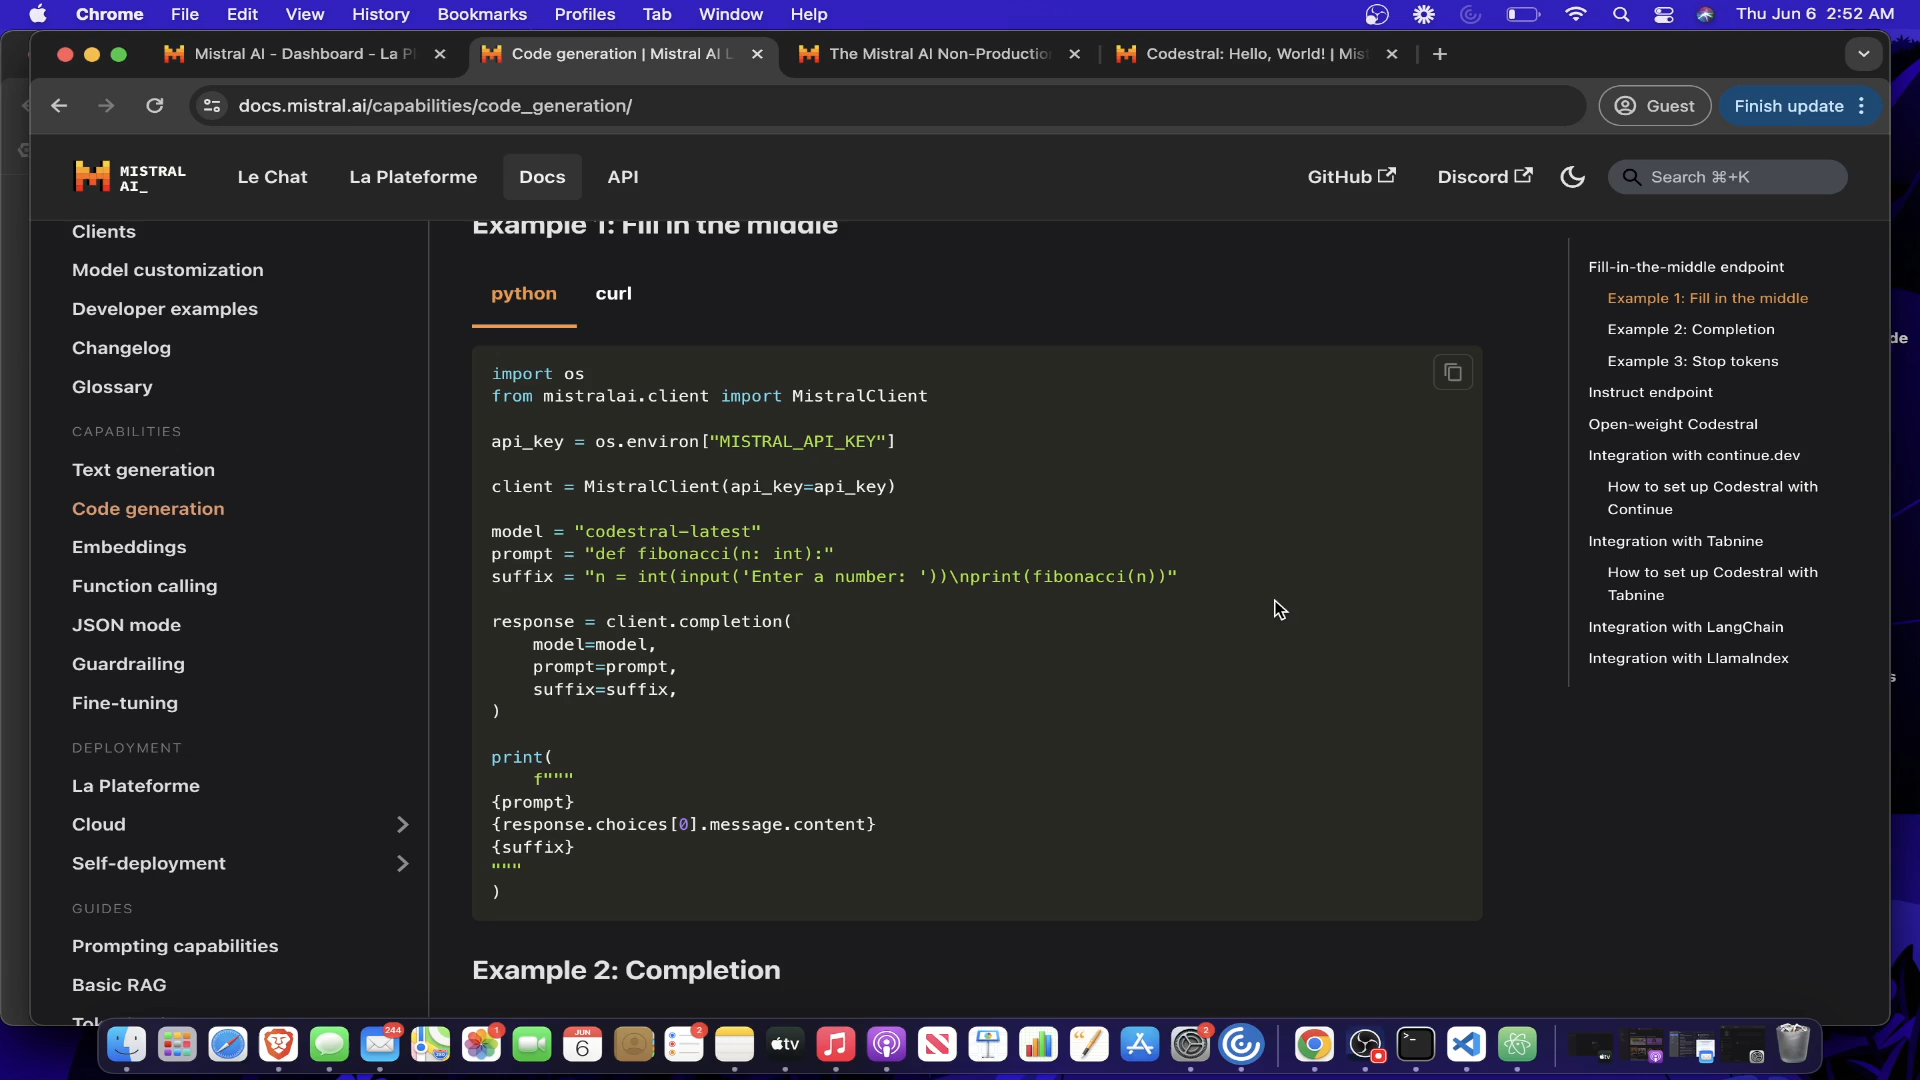 Chrome File Edit View History Bookmarks Profiles Tab Window Help Thu Jun 6 2:52 AM
Mistral AI - Dashboard - La P Code generation | Mistral AI L The Mistral AI Non-Productio Codestral: Hello, World! | Mis
docs.mistral.ai/capabilities/code_generation/ Guest Finish update
MISTRAL
AI_
Le Chat La Plateforme Docs API GitHub Discord Search ⌘+K
Clients
Model customization
Developer examples
Changelog
Glossary
CAPABILITIES
Text generation
Code generation
Embeddings
Function calling
JSON mode
Guardrailing
Fine-tuning
DEPLOYMENT
La Plateforme
Cloud
Self-deployment
GUIDES
Prompting capabilities
Basic RAG
Example 1: Fill in the middle
python curl
import os
from mistralai.client import MistralClient
api_key = os.environ["MISTRAL_API_KEY"]
client = MistralClient(api_key=api_key)
model = "codestral-latest"
prompt = "def fibonacci(n: int):"
suffix = "n = int(input('Enter a number: '))\nprint(fibonacci(n))"
response = client.completion(
    model=model,
    prompt=prompt,
    suffix=suffix,
)
print(
    f"""
{prompt}
{response.choices[0].message.content}
{suffix}
"""
)
Example 2: Completion
Fill-in-the-middle endpoint
Example 1: Fill in the middle
Example 2: Completion
Example 3: Stop tokens
Instruct endpoint
Open-weight Codestral
Integration with continue.dev
How to set up Codestral with
Continue
Integration with Tabnine
How to set up Codestral with
Tabnine
Integration with LangChain
Integration with LlamaIndex
de
s
244 1 JUN 6 2 tv 2